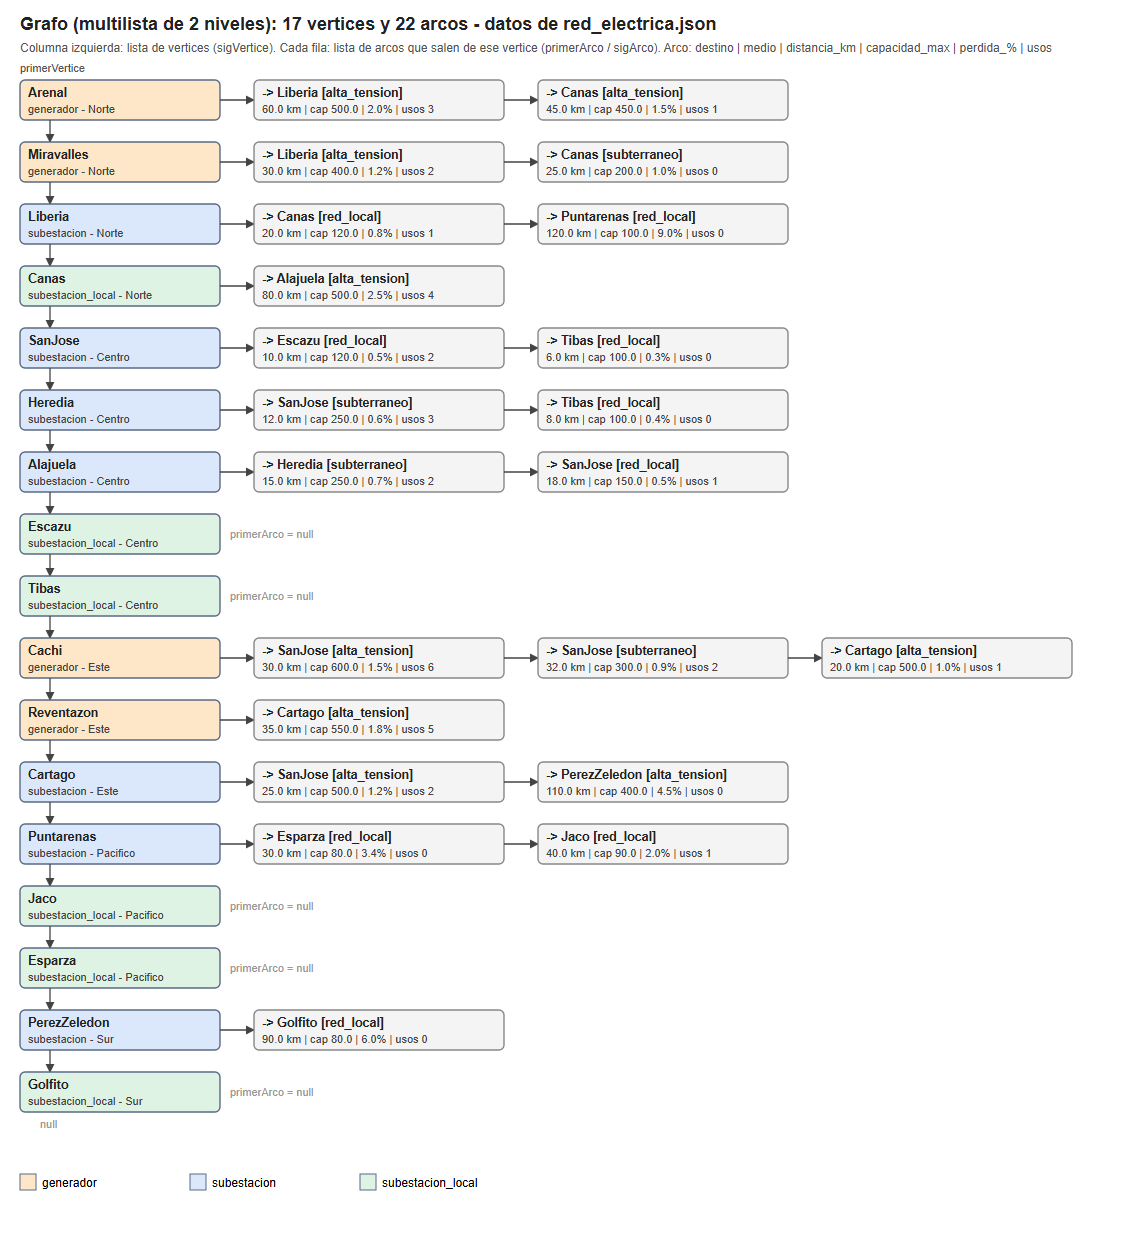 Grafo (multilista de 2 niveles): 17 vertices y 22 arcos - datos de red_electrica.json
Columna izquierda: lista de vertices (sigVertice). Cada fila: lista de arcos que salen de ese vertice (primerArco / sigArco). Arco: destino | medio | distancia_km | capacidad_max | perdida_% | usos
primerVertice
Arenal
generador - Norte
-> Liberia [alta_tension]
60.0 km | cap 500.0 | 2.0% | usos 3
-> Canas [alta_tension]
45.0 km | cap 450.0 | 1.5% | usos 1
Miravalles
generador - Norte
-> Liberia [alta_tension]
30.0 km | cap 400.0 | 1.2% | usos 2
-> Canas [subterraneo]
25.0 km | cap 200.0 | 1.0% | usos 0
Liberia
subestacion - Norte
-> Canas [red_local]
20.0 km | cap 120.0 | 0.8% | usos 1
-> Puntarenas [red_local]
120.0 km | cap 100.0 | 9.0% | usos 0
Canas
subestacion_local - Norte
-> Alajuela [alta_tension]
80.0 km | cap 500.0 | 2.5% | usos 4
SanJose
subestacion - Centro
-> Escazu [red_local]
10.0 km | cap 120.0 | 0.5% | usos 2
-> Tibas [red_local]
6.0 km | cap 100.0 | 0.3% | usos 0
Heredia
subestacion - Centro
-> SanJose [subterraneo]
12.0 km | cap 250.0 | 0.6% | usos 3
-> Tibas [red_local]
8.0 km | cap 100.0 | 0.4% | usos 0
Alajuela
subestacion - Centro
-> Heredia [subterraneo]
15.0 km | cap 250.0 | 0.7% | usos 2
-> SanJose [red_local]
18.0 km | cap 150.0 | 0.5% | usos 1
Escazu
subestacion_local - Centro
primerArco = null
Tibas
subestacion_local - Centro
primerArco = null
Cachi
generador - Este
-> SanJose [alta_tension]
30.0 km | cap 600.0 | 1.5% | usos 6
-> SanJose [subterraneo]
32.0 km | cap 300.0 | 0.9% | usos 2
-> Cartago [alta_tension]
20.0 km | cap 500.0 | 1.0% | usos 1
Reventazon
generador - Este
-> Cartago [alta_tension]
35.0 km | cap 550.0 | 1.8% | usos 5
Cartago
subestacion - Este
-> SanJose [alta_tension]
25.0 km | cap 500.0 | 1.2% | usos 2
-> PerezZeledon [alta_tension]
110.0 km | cap 400.0 | 4.5% | usos 0
Puntarenas
subestacion - Pacifico
-> Esparza [red_local]
30.0 km | cap 80.0 | 3.4% | usos 0
-> Jaco [red_local]
40.0 km | cap 90.0 | 2.0% | usos 1
Jaco
subestacion_local - Pacifico
primerArco = null
Esparza
subestacion_local - Pacifico
primerArco = null
PerezZeledon
subestacion - Sur
-> Golfito [red_local]
90.0 km | cap 80.0 | 6.0% | usos 0
Golfito
subestacion_local - Sur
primerArco = null
null
generador
subestacion
subestacion_local